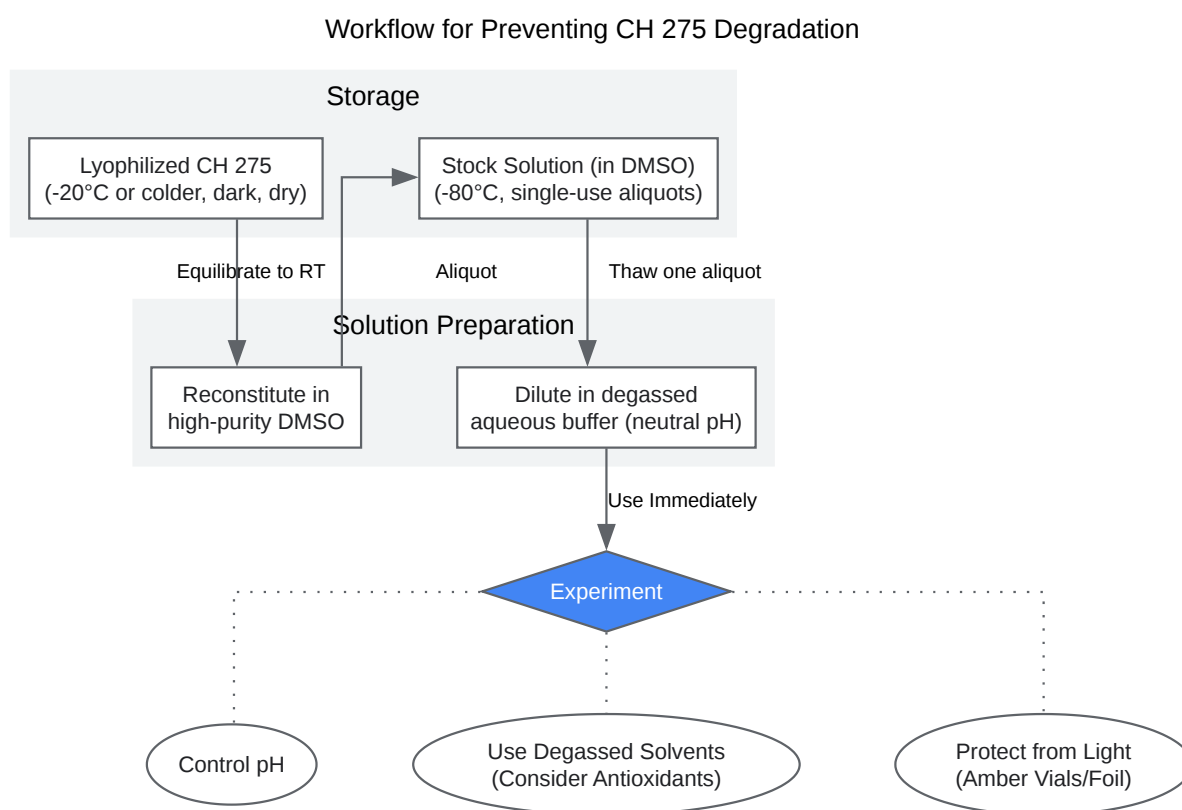 Workflow for Preventing CH 275 Degradation
Storage
Lyophilized CH 275
(-20°C or colder, dark, dry)
Stock Solution (in DMSO)
(-80°C, single-use aliquots)
Equilibrate to RT
Aliquot
Thaw one aliquot
Solution Preparation
Reconstitute in
high-purity DMSO
Dilute in degassed
aqueous buffer (neutral pH)
Use Immediately
Experiment
Control pH
Use Degassed Solvents
(Consider Antioxidants)
Protect from Light
(Amber Vials/Foil)